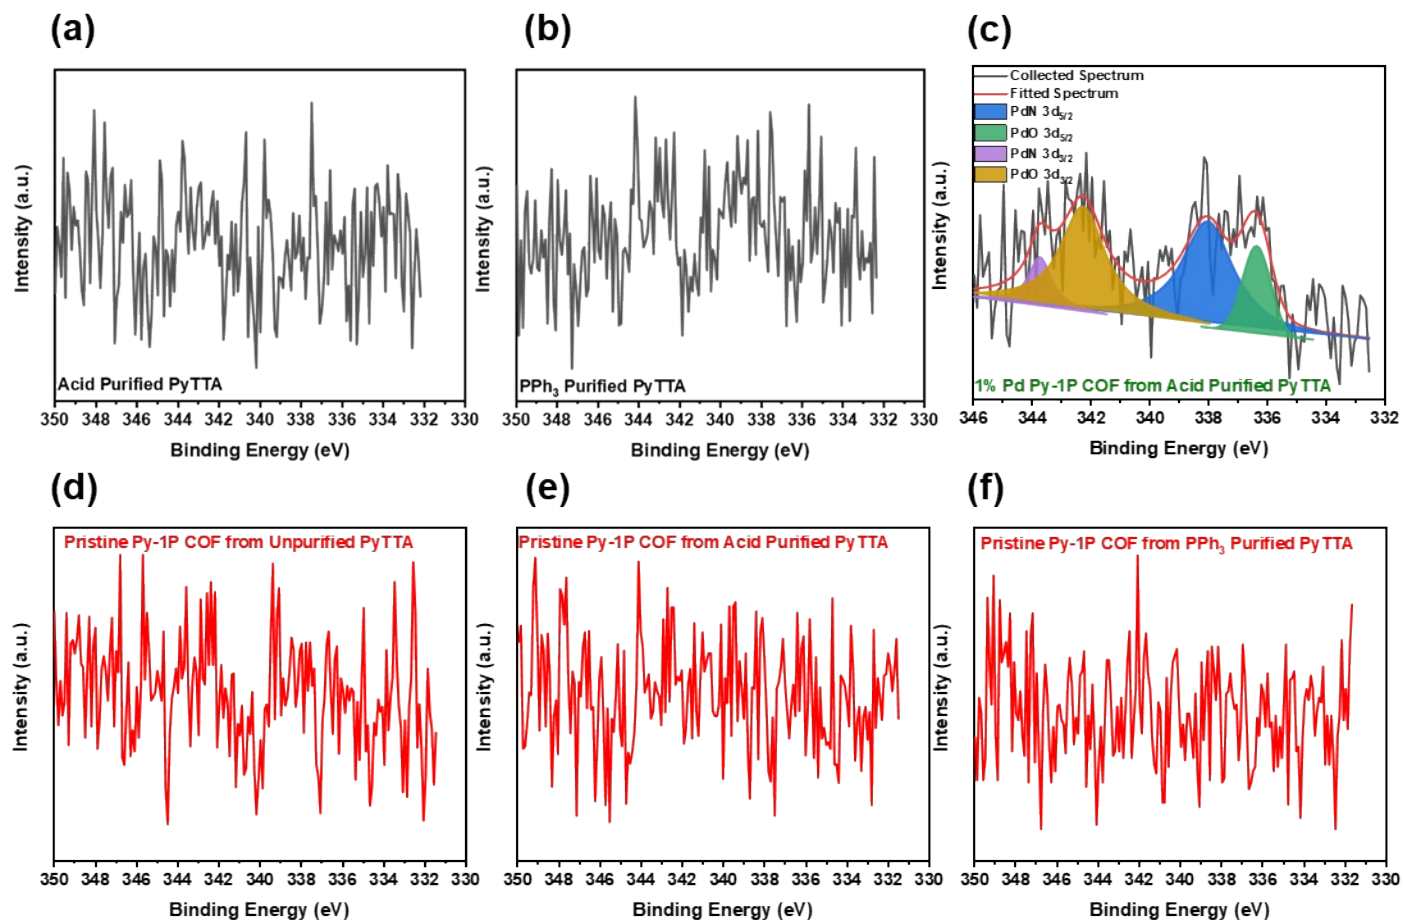 (a)
(b)
(c)
Intensity (a.u.)
Acid Purified PyTTA
350 348 346 344 342 340 338 336 334 332 330
Binding Energy (eV)
Intensity (a.u.)
PPh3 Purified PyTTA
350 348 346 344 342 340 338 336 334 332 330
Binding Energy (eV)
Intensity (a.u.)
Collected Spectrum
Fitted Spectrum
PdN 3d5/2
PdO 3d5/2
PdN 3d3/2
PdO 3d3/2
1% Pd Py-1P COF from Acid Purified PyTTA
346 344 342 340 338 336 334 332
Binding Energy (eV)
(d)
(e)
(f)
Intensity (a.u.)
Pristine Py-1P COF from Unpurified PyTTA
350 348 346 344 342 340 338 336 334 332 330
Binding Energy (eV)
Intensity (a.u.)
Pristine Py-1P COF from Acid Purified PyTTA
350 348 346 344 342 340 338 336 334 332 330
Binding Energy (eV)
Intensity (a.u.)
Pristine Py-1P COF from PPh3 Purified PyTTA
350 348 346 344 342 340 338 336 334 332 330
Binding Energy (eV)